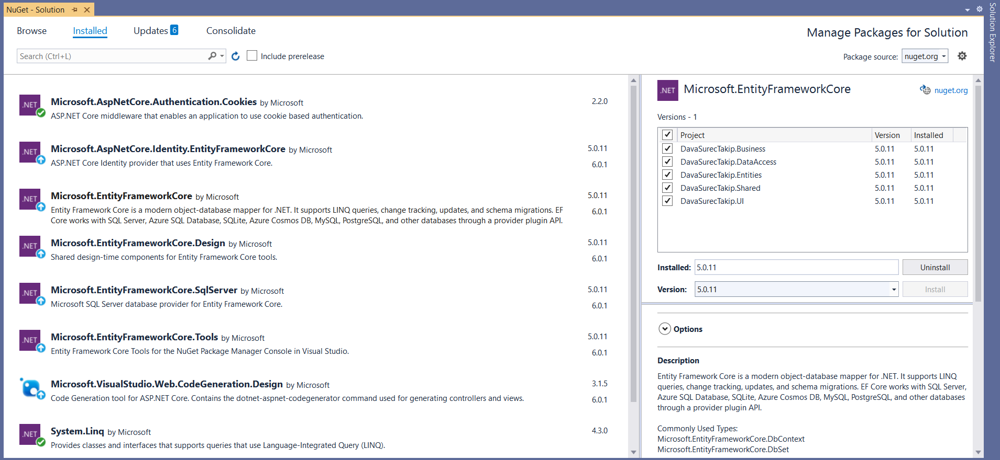 NuGet - Solution
Solution Explorer
Browse Installed Updates 6 Consolidate
Manage Packages for Solution
Search (Ctrl+L) Include prerelease
Package source: nuget.org
.NET
Microsoft.AspNetCore.Authentication.Cookies by Microsoft 2.2.0
ASP.NET Core middleware that enables an application to use cookie based authentication.
.NET
Microsoft.AspNetCore.Identity.EntityFrameworkCore by Microsoft 5.0.11
ASP.NET Core Identity provider that uses Entity Framework Core. 6.0.1
.NET
Microsoft.EntityFrameworkCore by Microsoft 5.0.11
Entity Framework Core is a modern object-database mapper for .NET. It supports LINQ queries, change tracking, updates, and schema migrations. EF 6.0.1
Core works with SQL Server, Azure SQL Database, SQLite, Azure Cosmos DB, MySQL, PostgreSQL, and other databases through a provider plugin API.
.NET
Microsoft.EntityFrameworkCore.Design by Microsoft 5.0.11
Shared design-time components for Entity Framework Core tools. 6.0.1
.NET
Microsoft.EntityFrameworkCore.SqlServer by Microsoft 5.0.11
Microsoft SQL Server database provider for Entity Framework Core. 6.0.1
.NET
Microsoft.EntityFrameworkCore.Tools by Microsoft 5.0.11
Entity Framework Core Tools for the NuGet Package Manager Console in Visual Studio. 6.0.1
Microsoft.VisualStudio.Web.CodeGeneration.Design by Microsoft 3.1.5
Code Generation tool for ASP.NET Core. Contains the dotnet-aspnet-codegenerator command used for generating controllers and views. 6.0.1
.NET
System.Linq by Microsoft 4.3.0
Provides classes and interfaces that supports queries that use Language-Integrated Query (LINQ).
.NET
Microsoft.EntityFrameworkCore nuget.org
Versions - 1
Project Version Installed
DavaSurecTakip.Business 5.0.11 5.0.11
DavaSurecTakip.DataAccess 5.0.11 5.0.11
DavaSurecTakip.Entities 5.0.11 5.0.11
DavaSurecTakip.Shared 5.0.11 5.0.11
DavaSurecTakip.UI 5.0.11 5.0.11
Installed: 5.0.11 Uninstall
Version: 5.0.11 Install
Options
Description
Entity Framework Core is a modern object-database mapper for .NET. It supports LINQ
queries, change tracking, updates, and schema migrations. EF Core works with SQL Server,
Azure SQL Database, SQLite, Azure Cosmos DB, MySQL, PostgreSQL, and other databases
through a provider plugin API.
Commonly Used Types:
Microsoft.EntityFrameworkCore.DbContext
Microsoft.EntityFrameworkCore.DbSet